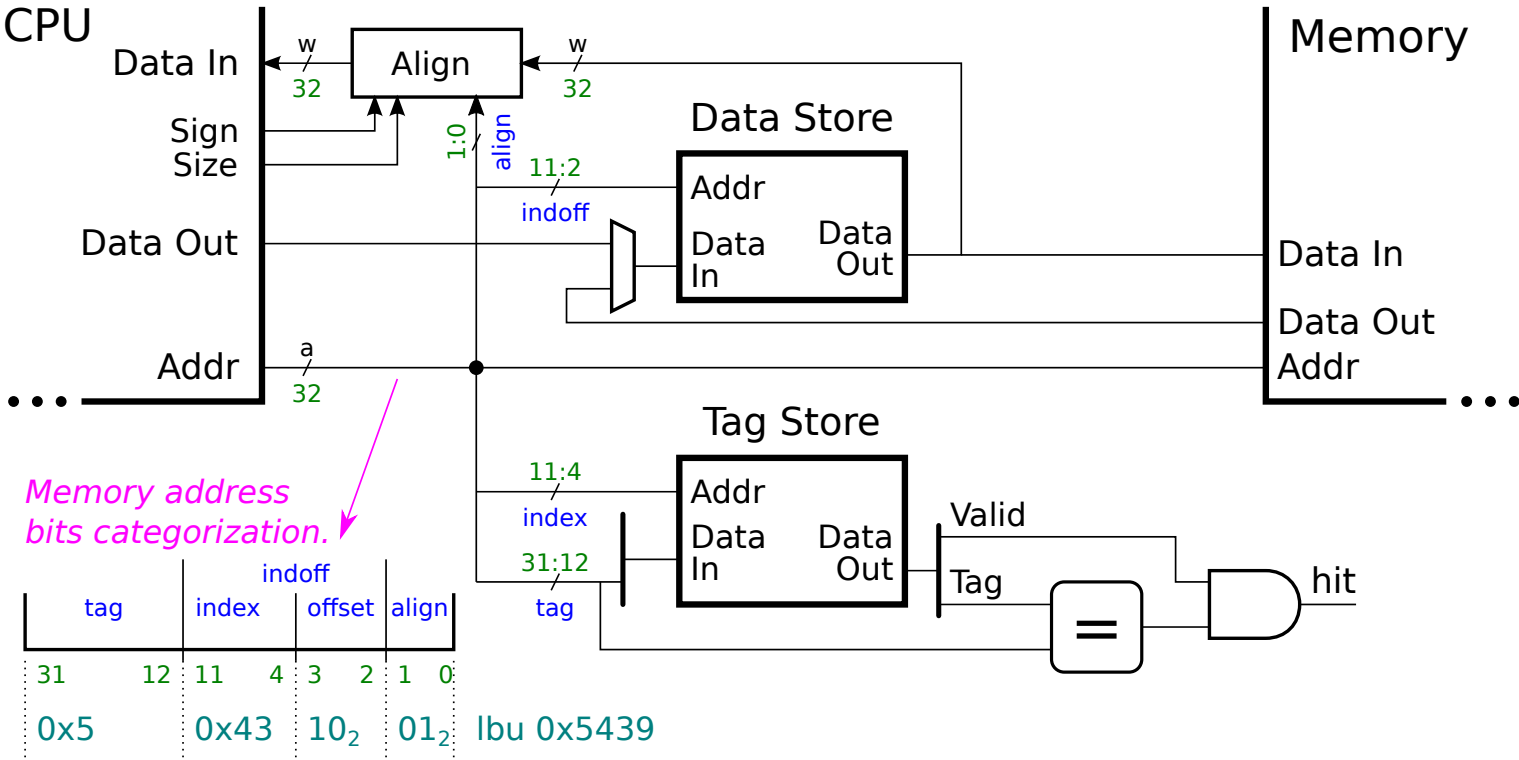 CPU
Memory
Data In
w
32
Align
w
32
Sign
Size
1:0
align
Data Store
11:2
indoff
Addr
Data Out
Data In
Data Out
Data In
Data Out
Addr
a
32
Addr
Tag Store
Memory address
bits categorization.
11:4
index
Addr
Data In
Data Out
Valid
31:12
tag
Tag
=
hit
indoff
tag index offset align
31 12 11 4 3 2 1 0
0x5 0x43 10₂ 01₂ lbu 0x5439